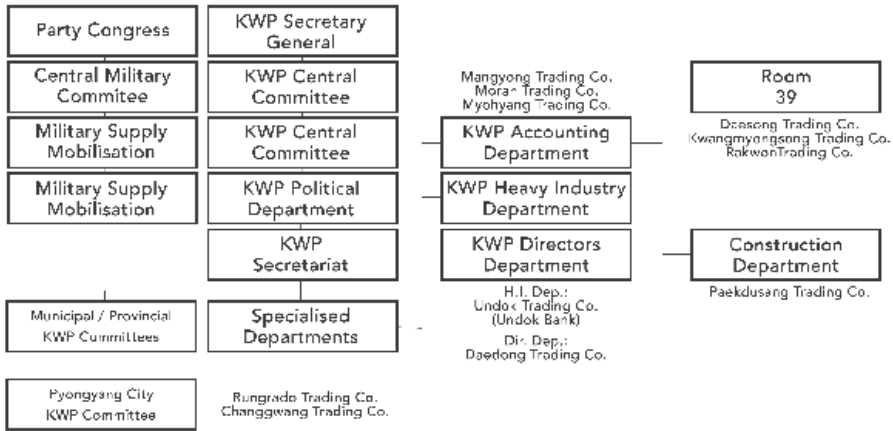 Party Congress
KWP Secretary
General
Central Military
Commitee
KWP Central
Committee
Mangyong Trading Co.
Moran Trading Co.
Myohyang Trading Co.
Room
39
Military Supply
Mobilisation
KWP Central
Committee
KWP Accounting
Department
Daesong Trading Co.
Kwangmyongsong Trading Co.
RakwonTrading Co.
Military Supply
Mobilisation
KWP Political
Department
KWP Heavy Industry
Department
KWP
Secretariat
KWP Directors
Department
Construction
Department
H.I. Dep.:
Undok Trading Co.
(Undok Bank)
Dir. Dep.:
Daedong Trading Co.
Paekdusang Trading Co.
Municipal / Provincial
KWP Cummittees
Specialised
Departments
Pyongyang City
KWP Committee
Rungrado Trading Co.
Changgwang Trading Co.